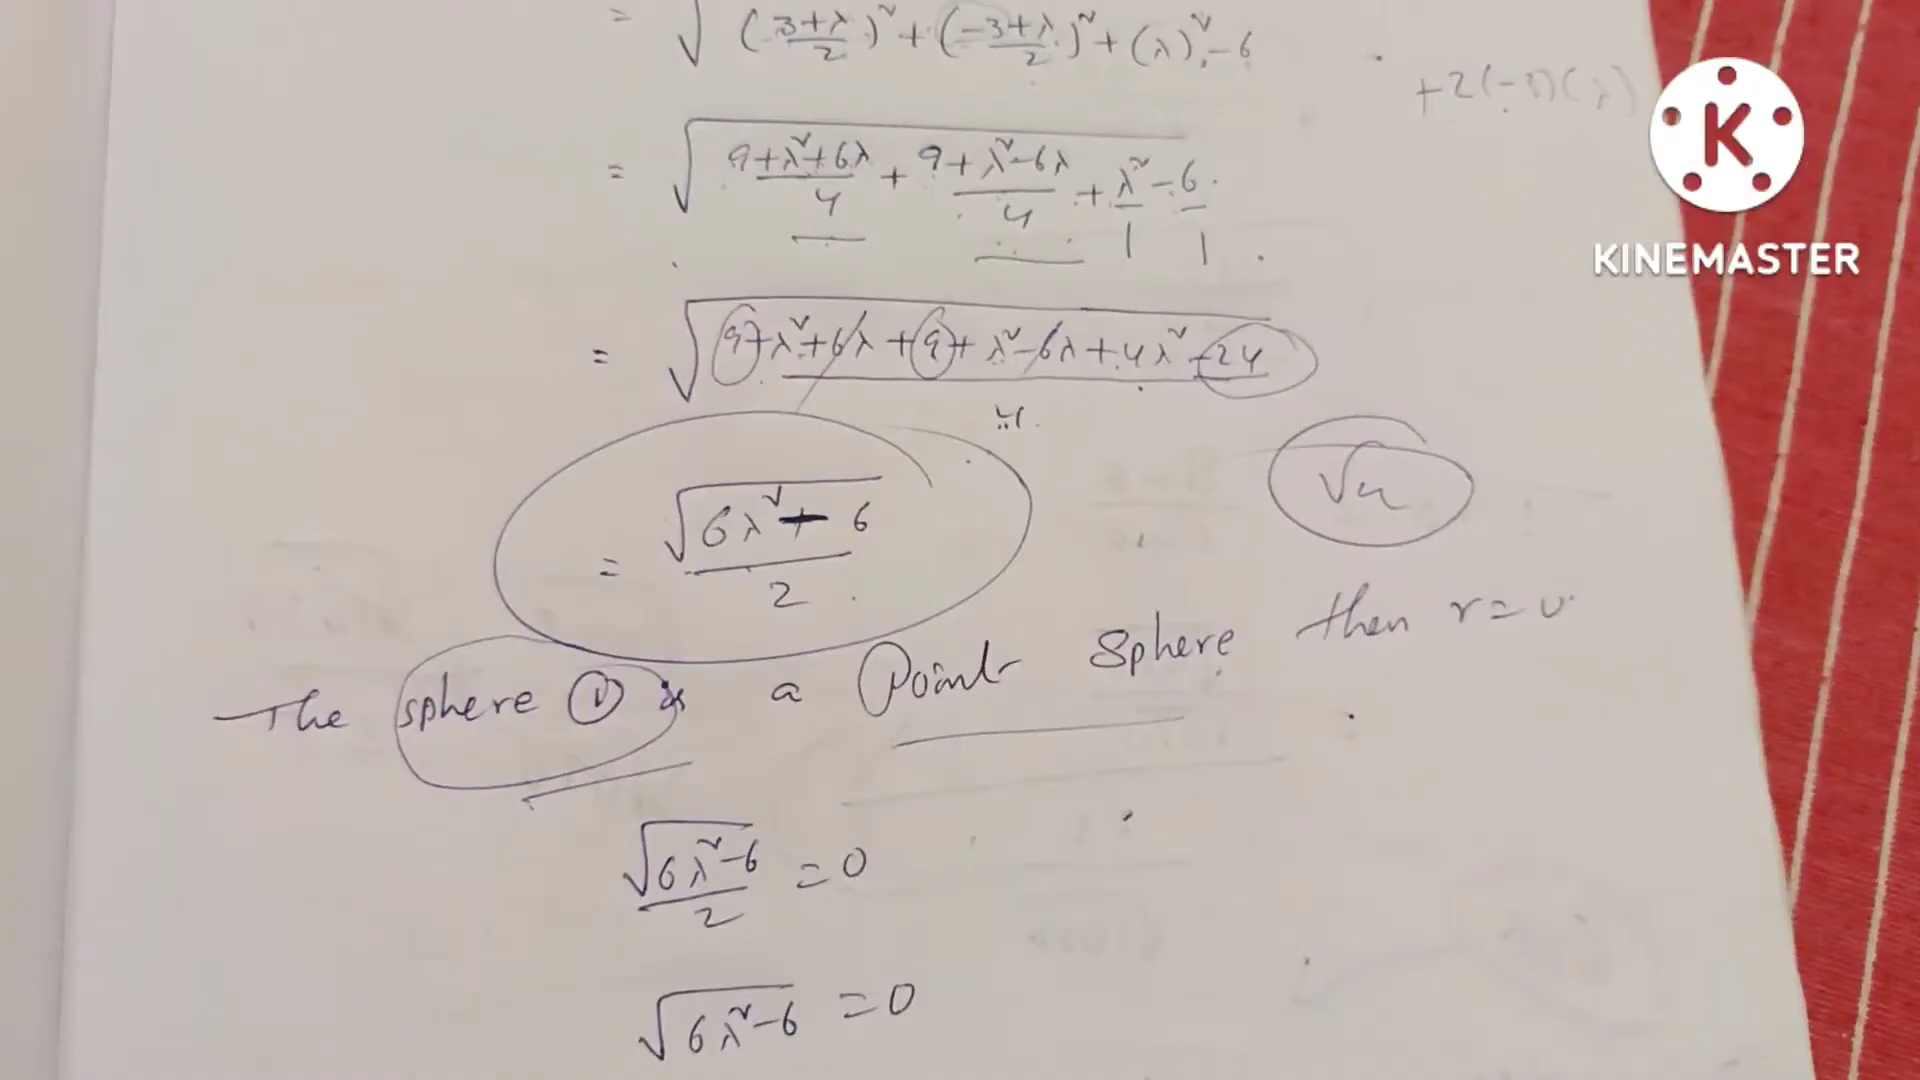 = √(3+λ/2)² + (-3+λ/2)² + (λ)² - 6
+2(-3)(λ)
K
KINEMASTER
= √9+λ²+6λ/4 + 9+λ²-6λ/4 + λ²/1 - 6/1
= √9+λ²+6λ+9+λ²-6λ+4λ²-24
4
√4
= √6λ²-6/2
The sphere ① is a Point Sphere then r=0
√6λ²-6/2 = 0
√6λ²-6 = 0